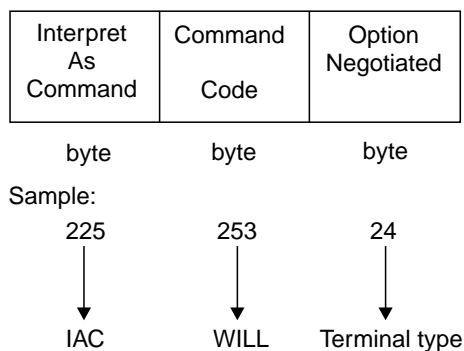 Interpret As Command
Command Code
Option Negotiated
byte byte byte
Sample:
225 253 24
IAC WILL Terminal type